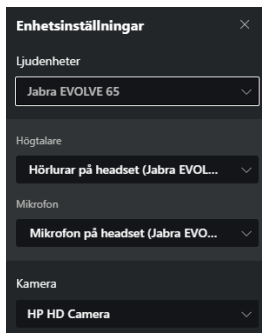 Enhetsinställningar
Ljudenheter
Jabra EVOLVE 65
Högtalare
Hörlurar på headset (Jabra EVOL...
Mikrofon
Mikrofon på headset (Jabra EVO...
Kamera
HP HD Camera